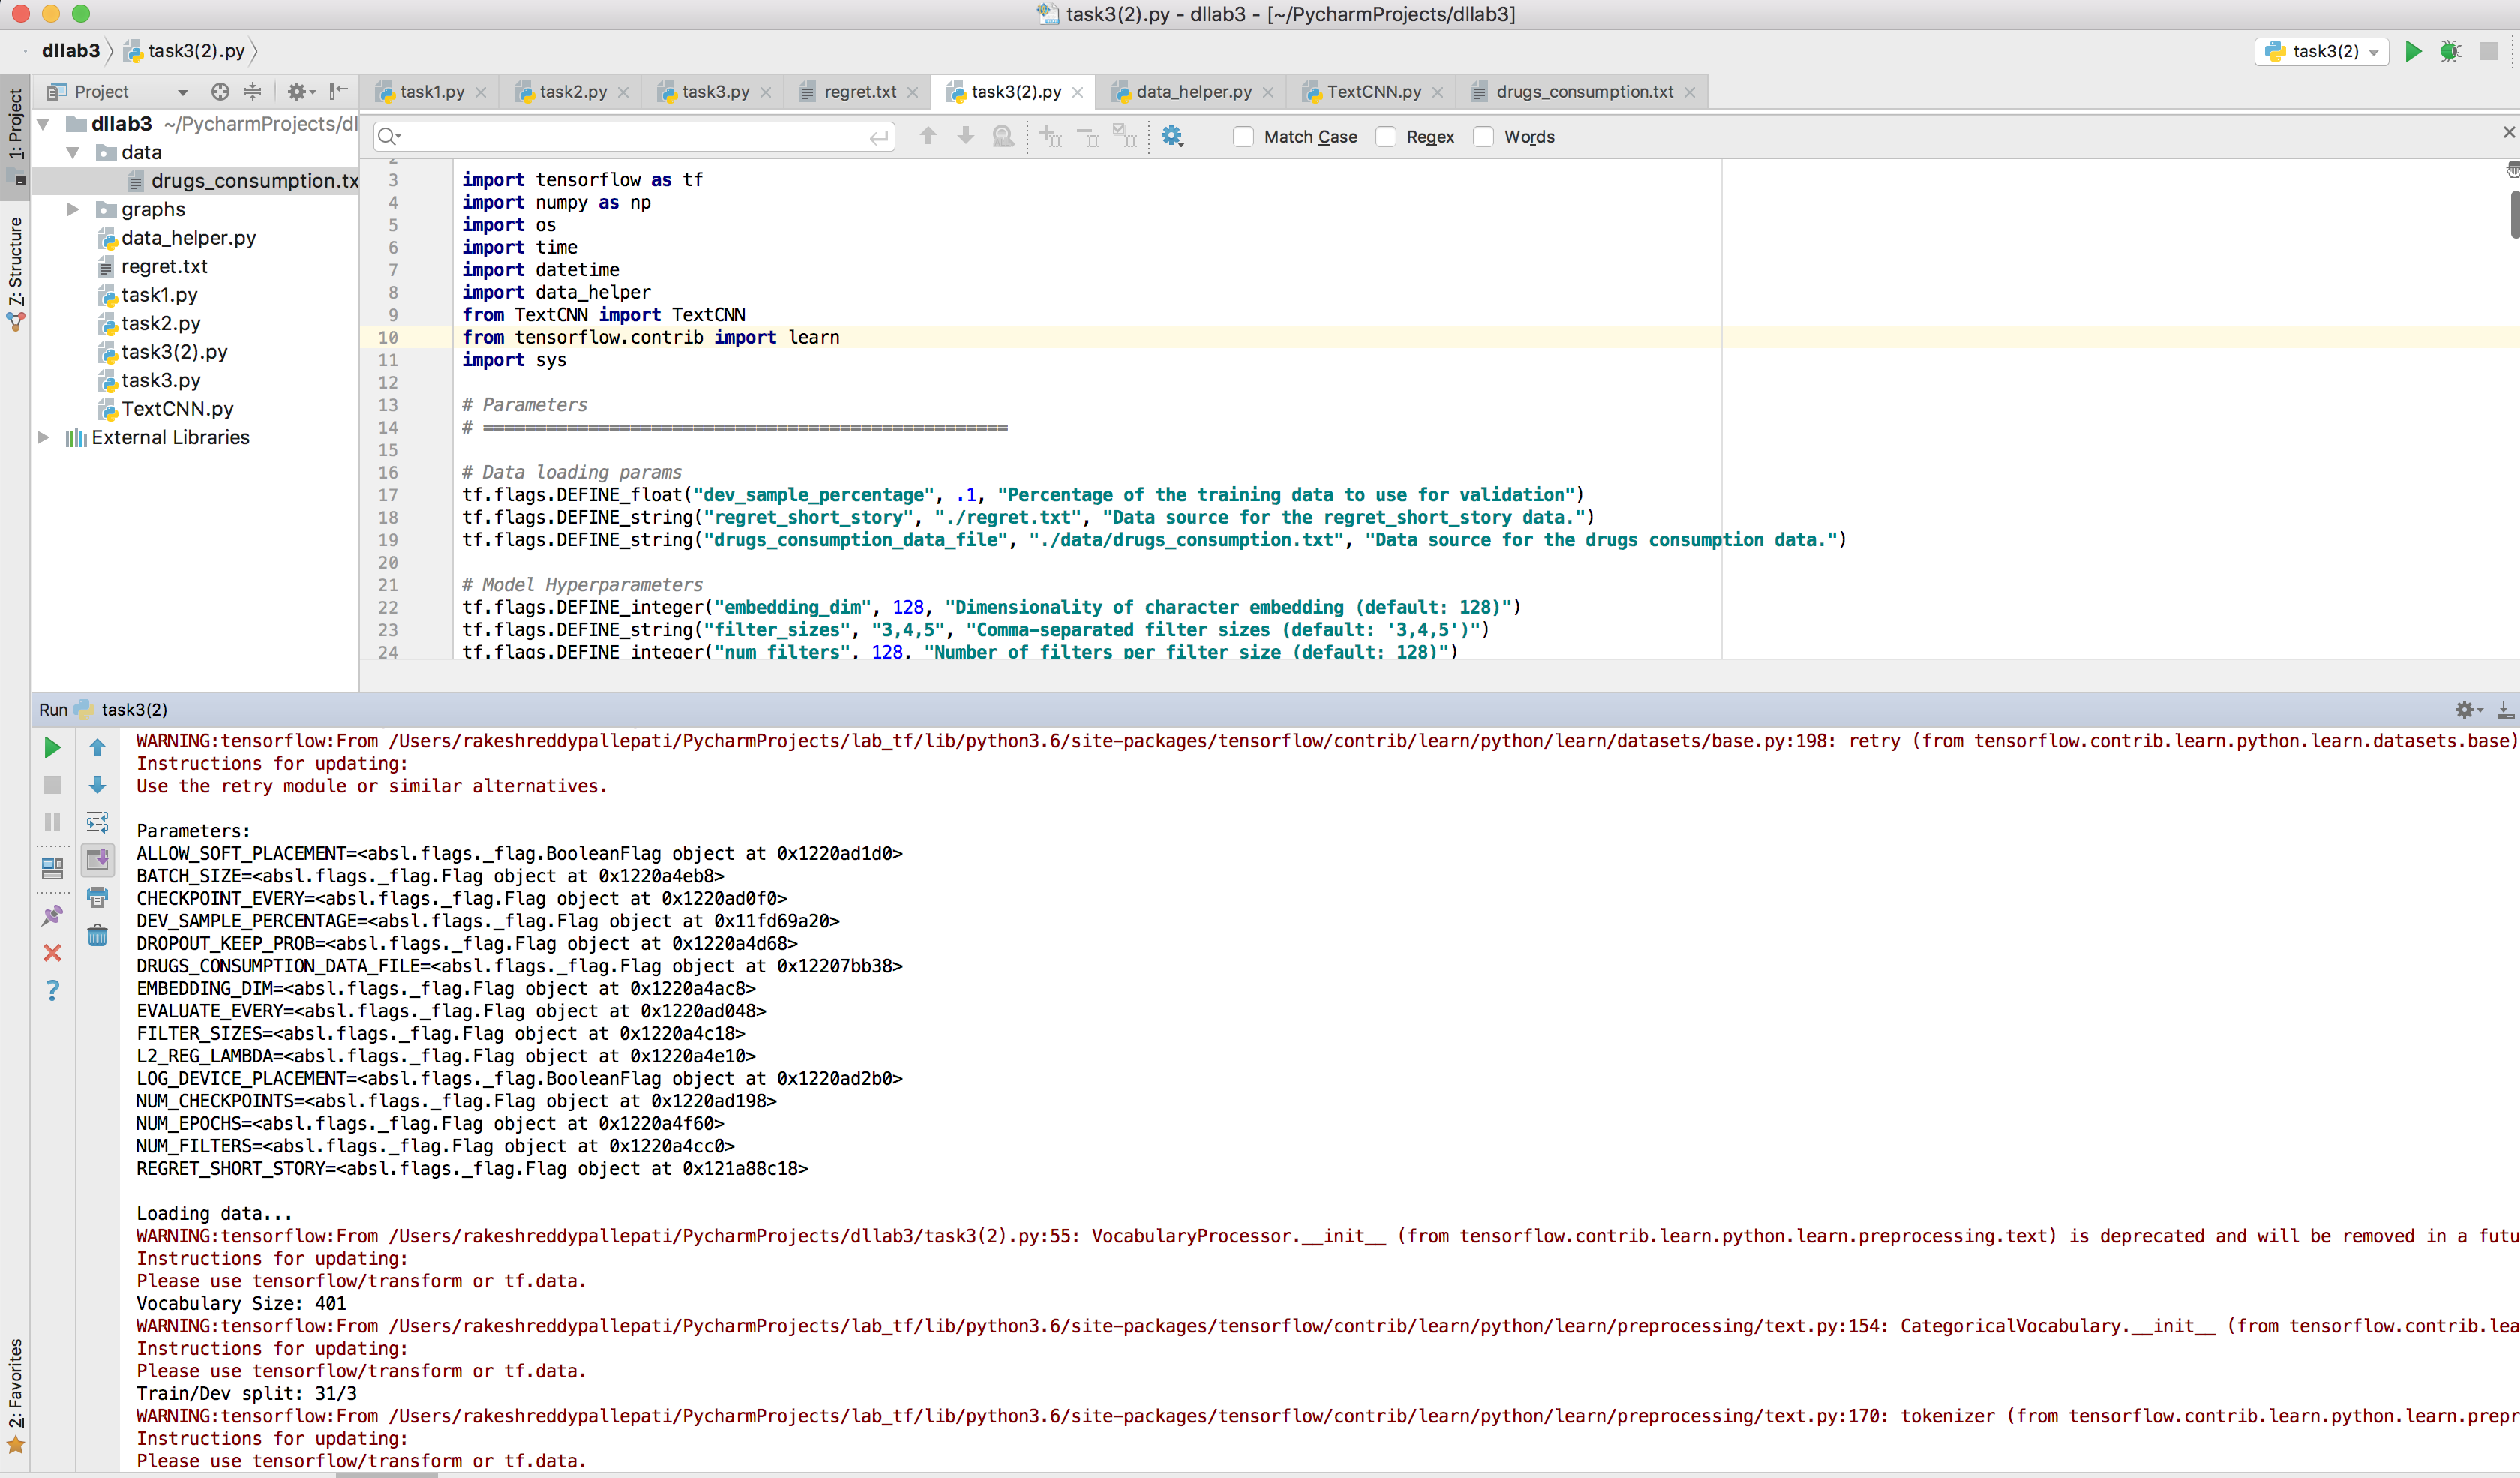 task3(2).py - dllab3 - [~/PycharmProjects/dllab3]
dllab3 task3(2).py
task3(2)
Project
task1.py task2.py task3.py regret.txt task3(2).py data_helper.py TextCNN.py drugs_consumption.txt
1: Project
7: Structure
2: Favorites
dllab3 ~/PycharmProjects/dl
data
drugs_consumption.tx
graphs
data_helper.py
regret.txt
task1.py
task2.py
task3(2).py
task3.py
TextCNN.py
External Libraries
Match Case Regex Words
2
3 import tensorflow as tf
4 import numpy as np
5 import os
6 import time
7 import datetime
8 import data_helper
9 from TextCNN import TextCNN
10 from tensorflow.contrib import learn
11 import sys
12
13 # Parameters
14 # ==================================================
15
16 # Data loading params
17 tf.flags.DEFINE_float("dev_sample_percentage", .1, "Percentage of the training data to use for validation")
18 tf.flags.DEFINE_string("regret_short_story", "./regret.txt", "Data source for the regret_short_story data.")
19 tf.flags.DEFINE_string("drugs_consumption_data_file", "./data/drugs_consumption.txt", "Data source for the drugs consumption data.")
20
21 # Model Hyperparameters
22 tf.flags.DEFINE_integer("embedding_dim", 128, "Dimensionality of character embedding (default: 128)")
23 tf.flags.DEFINE_string("filter_sizes", "3,4,5", "Comma-separated filter sizes (default: '3,4,5')")
24 tf.flags.DEFINE_integer("num_filters", 128, "Number of filters per filter size (default: 128)")
Run task3(2)
WARNING:tensorflow:From /Users/rakeshreddypallepati/PycharmProjects/lab_tf/lib/python3.6/site-packages/tensorflow/contrib/learn/python/learn/datasets/base.py:198: retry (from tensorflow.contrib.learn.python.learn.datasets.base)
Instructions for updating:
Use the retry module or similar alternatives.
Parameters:
ALLOW_SOFT_PLACEMENT=<absl.flags._flag.BooleanFlag object at 0x1220ad1d0>
BATCH_SIZE=<absl.flags._flag.Flag object at 0x1220a4eb8>
CHECKPOINT_EVERY=<absl.flags._flag.Flag object at 0x1220ad0f0>
DEV_SAMPLE_PERCENTAGE=<absl.flags._flag.Flag object at 0x11fd69a20>
DROPOUT_KEEP_PROB=<absl.flags._flag.Flag object at 0x1220a4d68>
DRUGS_CONSUMPTION_DATA_FILE=<absl.flags._flag.Flag object at 0x12207bb38>
EMBEDDING_DIM=<absl.flags._flag.Flag object at 0x1220a4ac8>
EVALUATE_EVERY=<absl.flags._flag.Flag object at 0x1220ad048>
FILTER_SIZES=<absl.flags._flag.Flag object at 0x1220a4c18>
L2_REG_LAMBDA=<absl.flags._flag.Flag object at 0x1220a4e10>
LOG_DEVICE_PLACEMENT=<absl.flags._flag.BooleanFlag object at 0x1220ad2b0>
NUM_CHECKPOINTS=<absl.flags._flag.Flag object at 0x1220ad198>
NUM_EPOCHS=<absl.flags._flag.Flag object at 0x1220a4f60>
NUM_FILTERS=<absl.flags._flag.Flag object at 0x1220a4cc0>
REGRET_SHORT_STORY=<absl.flags._flag.Flag object at 0x121a88c18>
Loading data...
WARNING:tensorflow:From /Users/rakeshreddypallepati/PycharmProjects/dllab3/task3(2).py:55: VocabularyProcessor.__init__ (from tensorflow.contrib.learn.python.learn.preprocessing.text) is deprecated and will be removed in a futu
Instructions for updating:
Please use tensorflow/transform or tf.data.
Vocabulary Size: 401
WARNING:tensorflow:From /Users/rakeshreddypallepati/PycharmProjects/lab_tf/lib/python3.6/site-packages/tensorflow/contrib/learn/python/learn/preprocessing/text.py:154: CategoricalVocabulary.__init__ (from tensorflow.contrib.lea
Instructions for updating:
Please use tensorflow/transform or tf.data.
Train/Dev split: 31/3
WARNING:tensorflow:From /Users/rakeshreddypallepati/PycharmProjects/lab_tf/lib/python3.6/site-packages/tensorflow/contrib/learn/python/learn/preprocessing/text.py:170: tokenizer (from tensorflow.contrib.learn.python.learn.prepr
Instructions for updating:
Please use tensorflow/transform or tf.data.